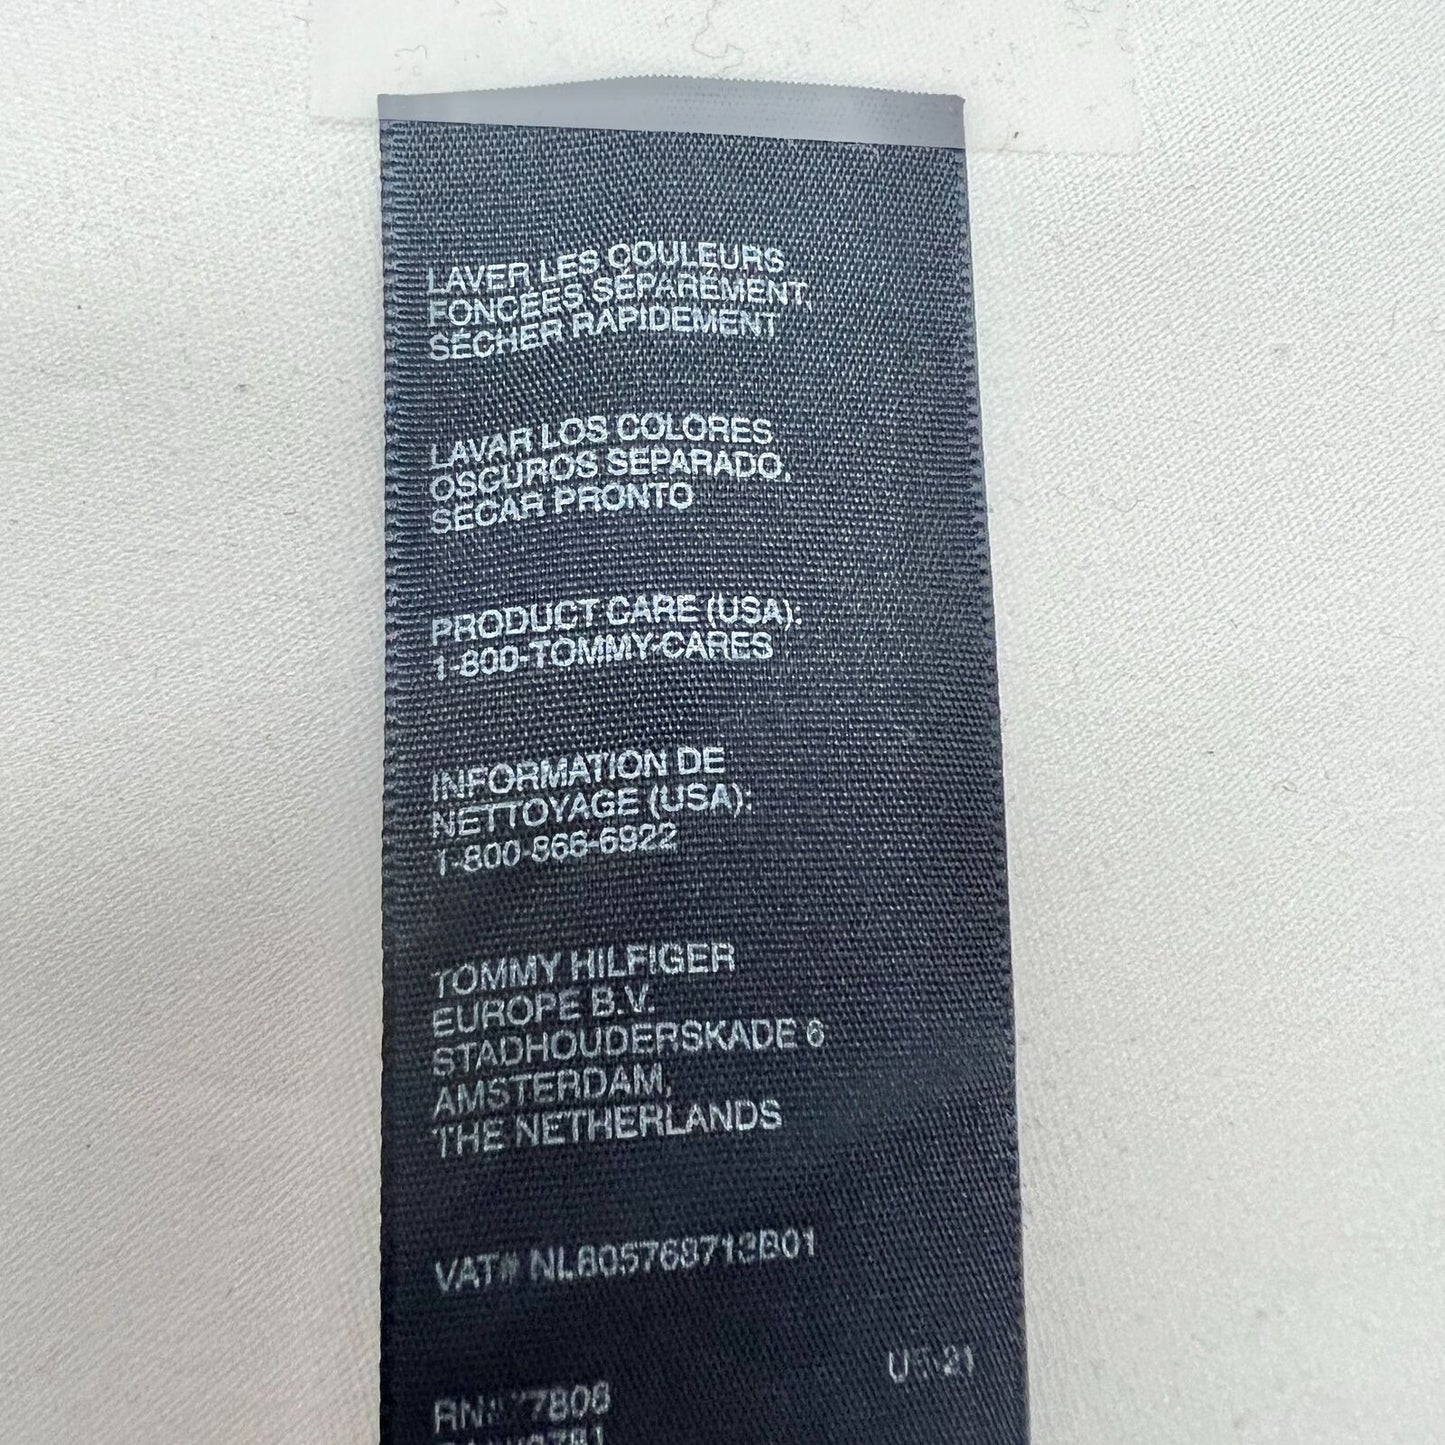 LAVER LES COULEURS
FONCÉES SÉPARÉMENT,
SÉCHER RAPIDEMENT
LAVAR LOS COLORES
OSCUROS SEPARADO,
SECAR PRONTO
PRODUCT CARE (USA):
1-800-TOMMY-CARES
INFORMATION DE
NETTOYAGE (USA):
1-800-866-6922
TOMMY HILFIGER
EUROPE B.V.
STADHOUDERSKADE 6
AMSTERDAM,
THE NETHERLANDS
VAT#